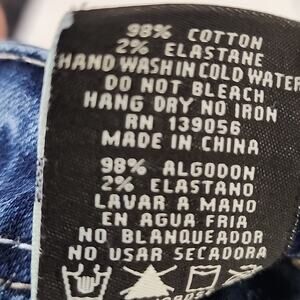 98% COTTON
2% ELASTANE
HAND WASH IN COLD WATER
DO NOT BLEACH
HANG DRY NO IRON
RN 139056
MADE IN CHINA
98% ALGODON
2% ELASTANO
LAVAR A MANO
EN AGUA FRIA
NO BLANQUEADOR
NO USAR SECADORA